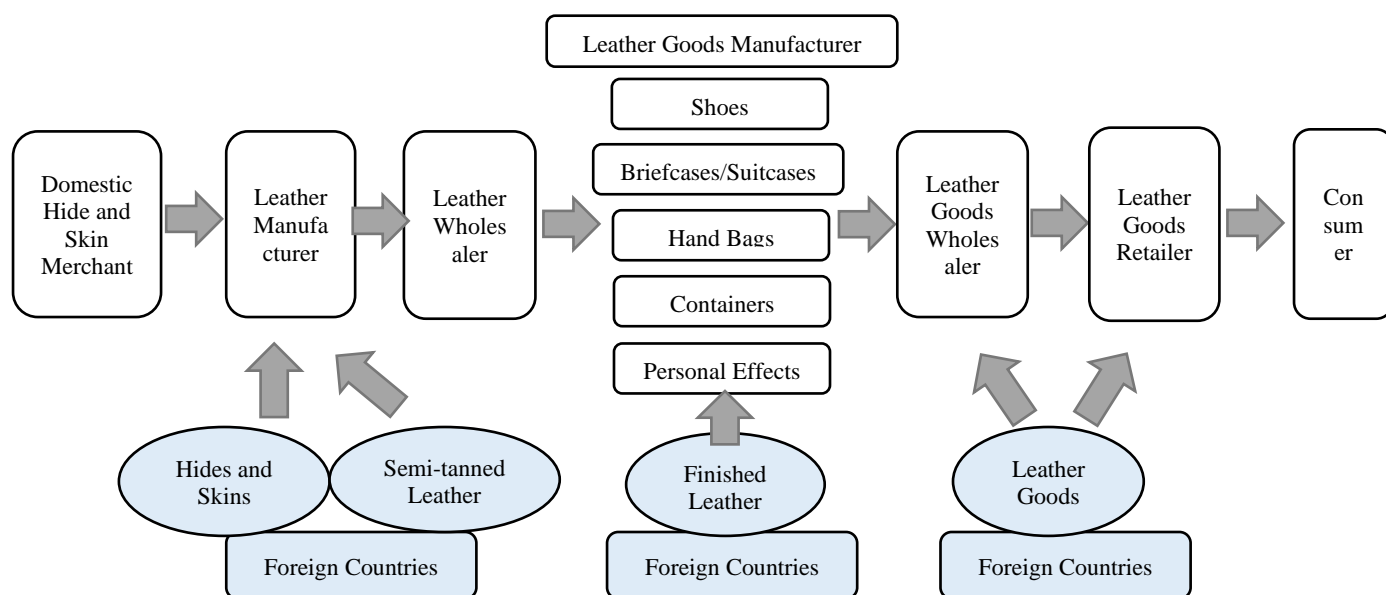 Leather Goods Manufacturer
Shoes
Briefcases/Suitcases
Hand Bags
Containers
Personal Effects
Domestic
Hide and
Skin
Merchant
Leather
Manufa
cturer
Leather
Wholes
aler
Leather
Goods
Wholes
aler
Leather
Goods
Retailer
Con
sum
er
Hides and
Skins
Semi-tanned
Leather
Finished
Leather
Leather
Goods
Foreign Countries
Foreign Countries
Foreign Countries